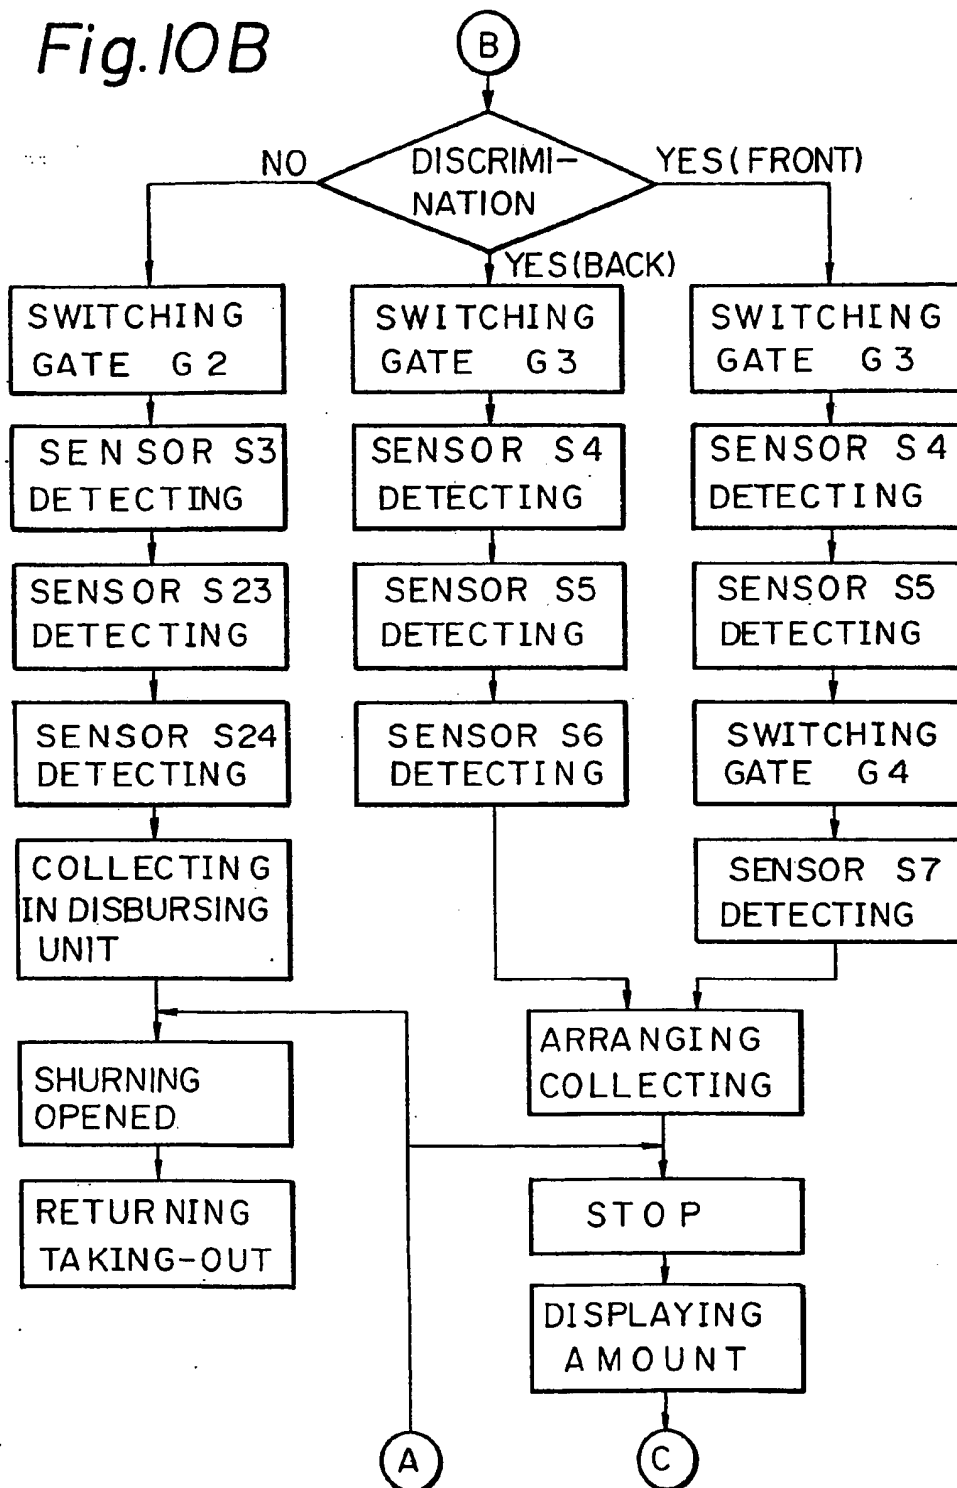 Fig.10B
B
DISCRIMI-
NATION
NO
YES(FRONT)
YES(BACK)
SWITCHING
GATE G2
SENSOR S3
DETECTING
SENSOR S23
DETECTING
SENSOR S24
DETECTING
COLLECTING
IN DISBURSING
UNIT
SHURNING
OPENED
RETURNING
TAKING-OUT
SWITCHING
GATE G3
SENSOR S4
DETECTING
SENSOR S5
DETECTING
SENSOR S6
DETECTING
SWITCHING
GATE G3
SENSOR S4
DETECTING
SENSOR S5
DETECTING
SWITCHING
GATE G4
SENSOR S7
DETECTING
ARRANGING
COLLECTING
STOP
DISPLAYING
AMOUNT
A
C